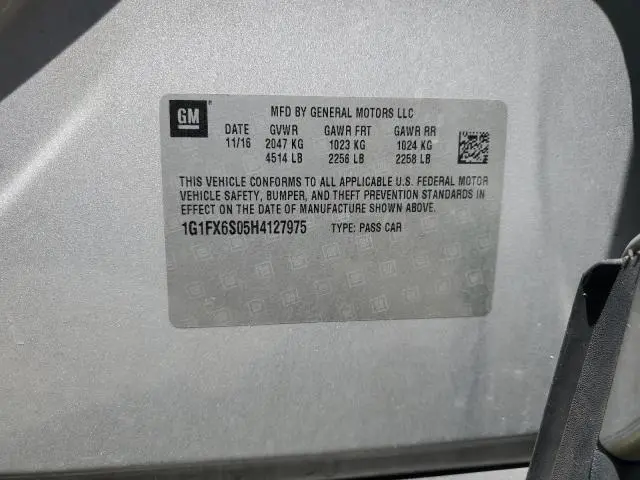 GM ®
MFD BY GENERAL MOTORS LLC
DATE GVWR GAWR FRT GAWR RR
11/16 2047 KG 1023 KG 1024 KG
4514 LB 2256 LB 2258 LB
THIS VEHICLE CONFORMS TO ALL APPLICABLE U.S. FEDERAL MOTOR
VEHICLE SAFETY, BUMPER, AND THEFT PREVENTION STANDARDS IN
EFFECT ON THE DATE OF MANUFACTURE SHOWN ABOVE.
1G1FX6S05H4127975 TYPE: PASS CAR